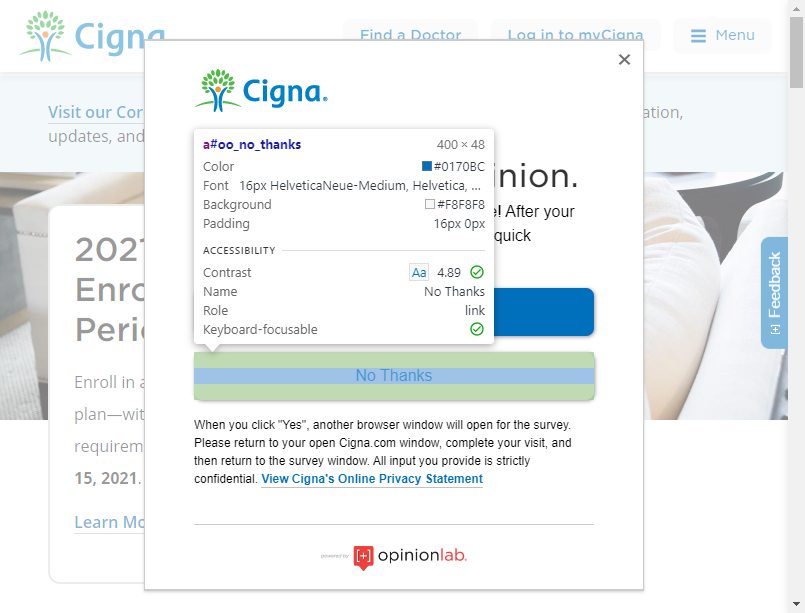 Cigna
Find a Doctor
Log in to myCigna
Menu
Visit our Cor
ation,
updates, and
Cigna.
a#oo_no_thanks 400 × 48
Color #0170BC
Font 16px HelveticaNeue-Medium, Helvetica, ...
Background #F8F8F8
Padding 16px 0px
ACCESSIBILITY
Contrast Aa 4.89
Name No Thanks
Role link
Keyboard-focusable
inion.
e! After your
quick
No Thanks
When you click "Yes", another browser window will open for the survey.
Please return to your open Cigna.com window, complete your visit, and
then return to the survey window. All input you provide is strictly
confidential. View Cigna's Online Privacy Statement
powered by [+] opinionlab.
2021
Enro
Perio
Enroll in a
plan—wit
requirem
15, 2021.
Learn Mo
[+] Feedback